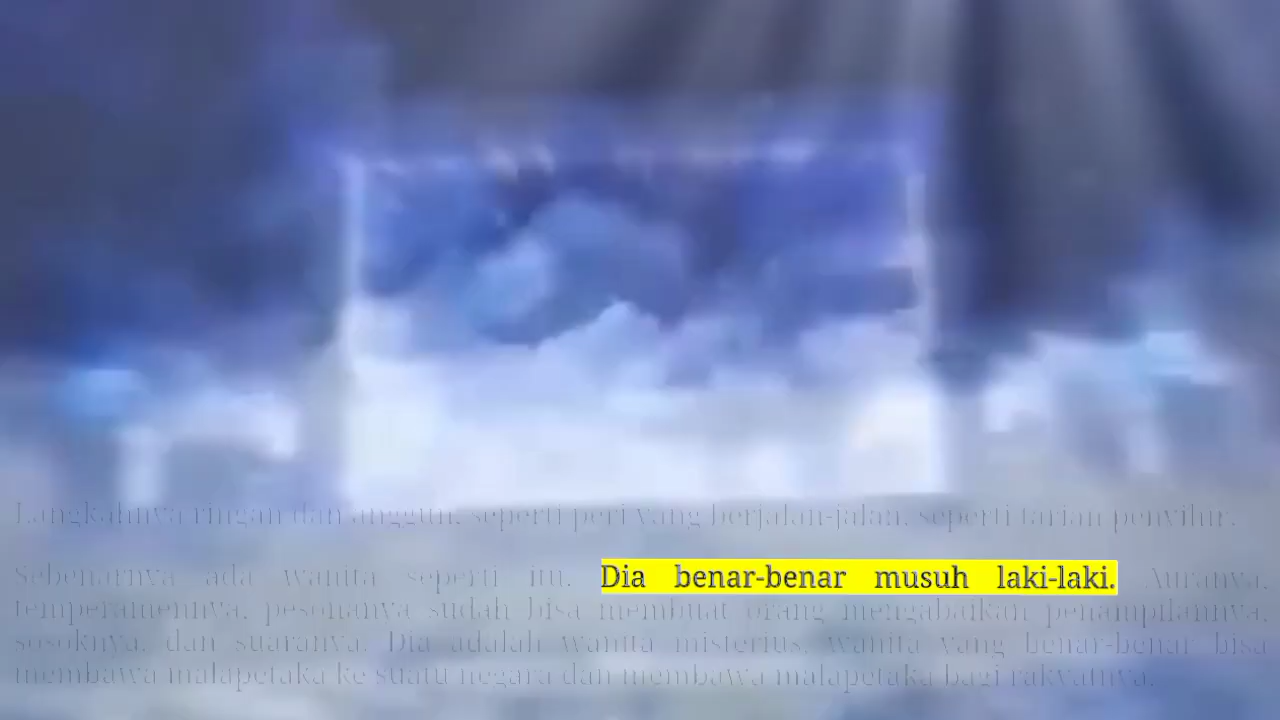 Langkahnya ringan dan anggun, seperti peri yang berjalan-jalan, seperti tarian penyihir.
Sebenarnya ada wanita seperti itu. Dia benar-benar musuh laki-laki. Auranya,
temperamennya, pesonanya sudah bisa membuat orang mengabaikan penampilannya,
sosoknya, dan suaranya. Dia adalah wanita misterius, wanita yang benar-benar bisa
membawa malapetaka ke suatu negara dan membawa malapetaka bagi rakyatnya.